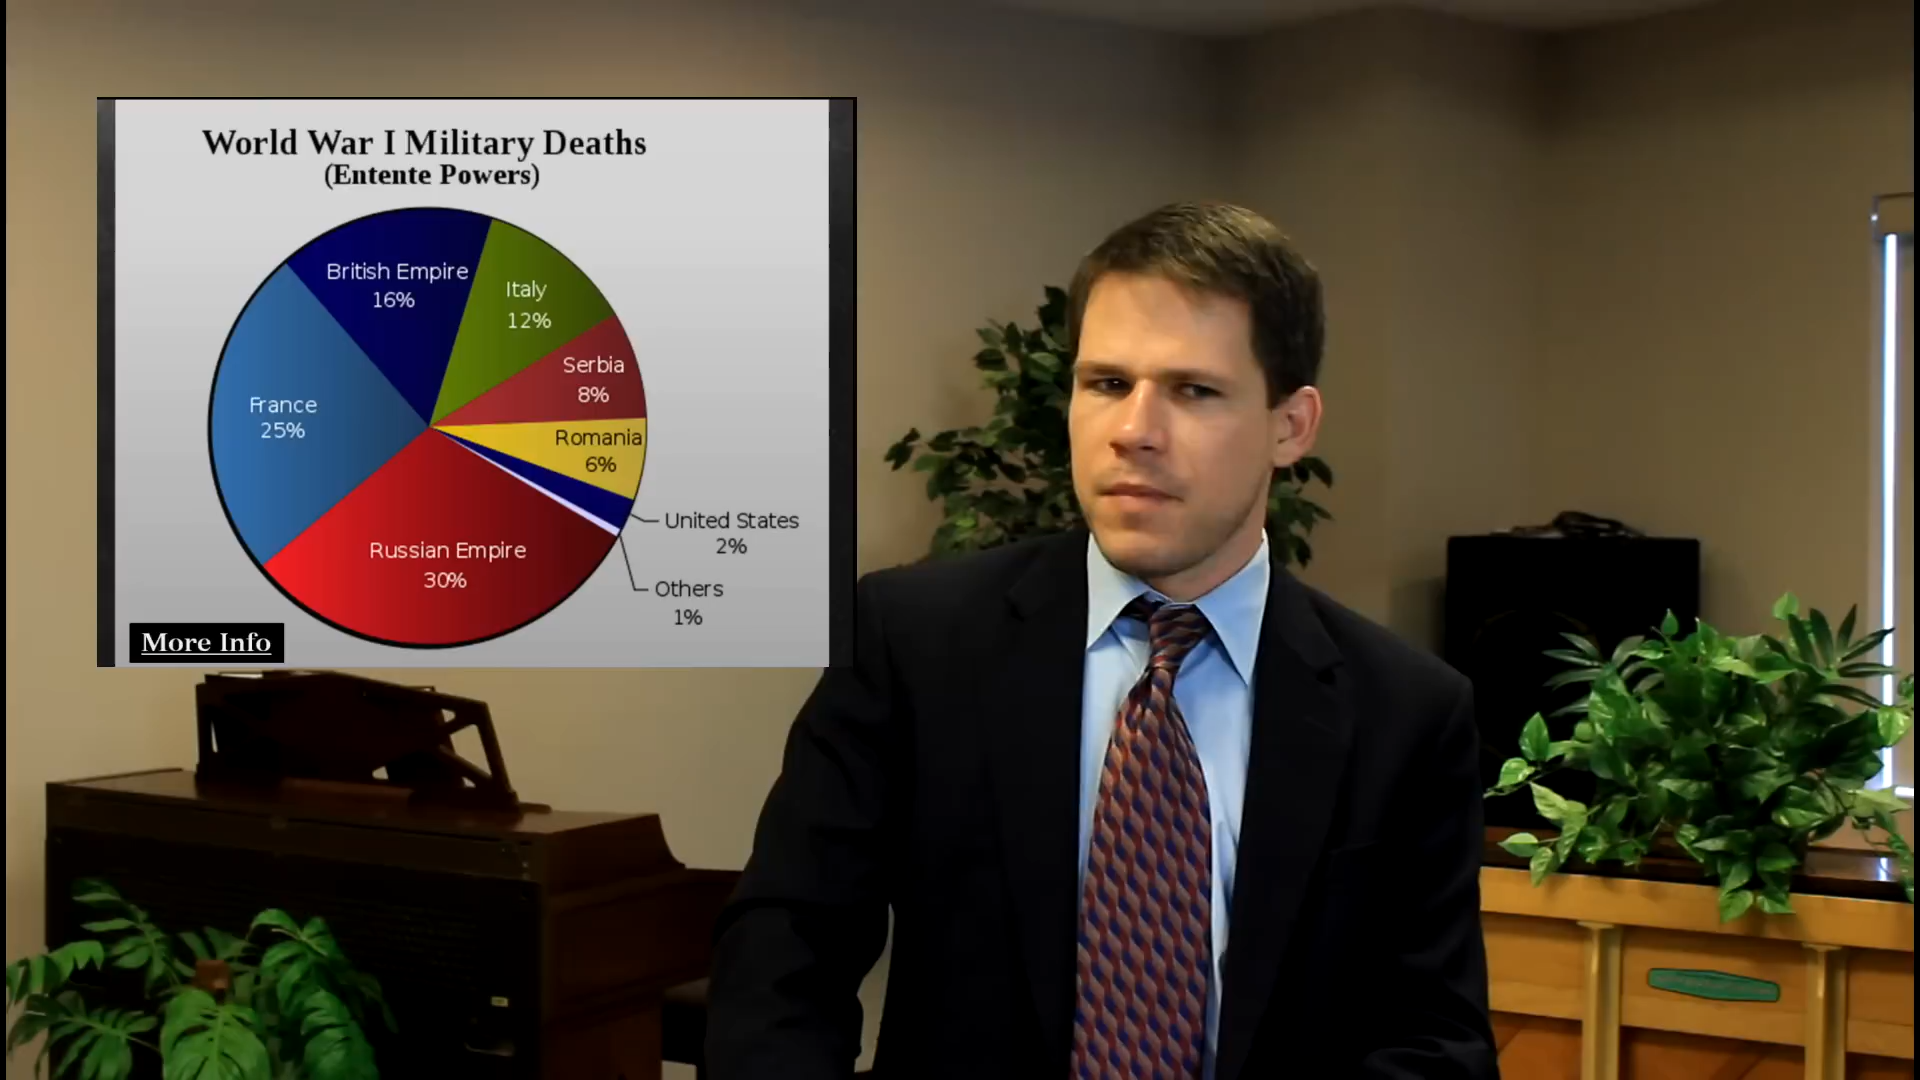 World War I Military Deaths
(Entente Powers)
British Empire
16%
Italy
12%
Serbia
8%
France
25%
Romania
6%
United States
2%
Russian Empire
30%
Others
1%
More Info